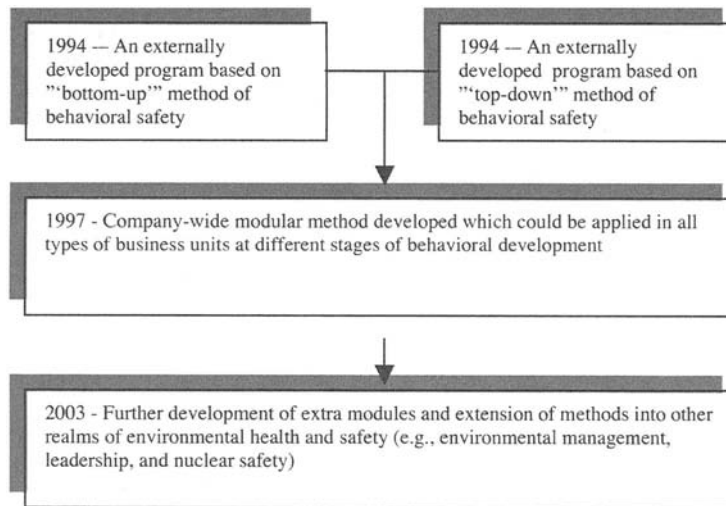 1994 — An externally
developed program based on
"'bottom-up'" method of
behavioral safety
1994 — An externally
developed program based on
"'top-down'" method of
behavioral safety
1997 - Company-wide modular method developed which could be applied in all
types of business units at different stages of behavioral development
2003 - Further development of extra modules and extension of methods into other
realms of environmental health and safety (e.g., environmental management,
leadership, and nuclear safety)